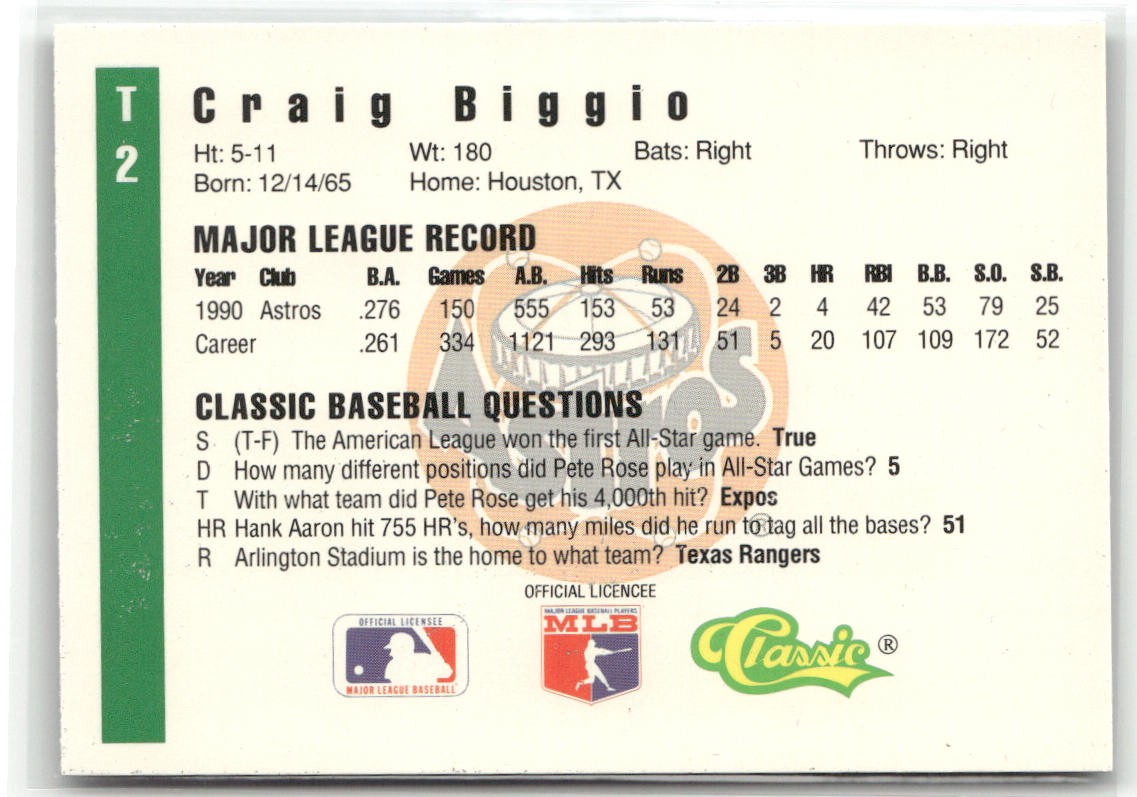 T
2
Craig Biggio
Ht: 5-11 Wt: 180 Bats: Right Throws: Right
Born: 12/14/65 Home: Houston, TX
MAJOR LEAGUE RECORD
Year Club B.A. Games A.B. Hits Runs 2B 3B HR RBI B.B. S.O. S.B.
1990 Astros .276 150 555 153 53 24 2 4 42 53 79 25
Career .261 334 1121 293 131 51 5 20 107 109 172 52
Astros
CLASSIC BASEBALL QUESTIONS
S (T-F) The American League won the first All-Star game. True
D How many different positions did Pete Rose play in All-Star Games? 5
T With what team did Pete Rose get his 4,000th hit? Expos
HR Hank Aaron hit 755 HR's, how many miles did he run to tag all the bases? 51
R Arlington Stadium is the home to what team? Texas Rangers
®
OFFICIAL LICENCEE
OFFICIAL LICENSEE
MAJOR LEAGUE BASEBALL
MAJOR LEAGUE BASEBALL PLAYERS
MLB
Classic ®